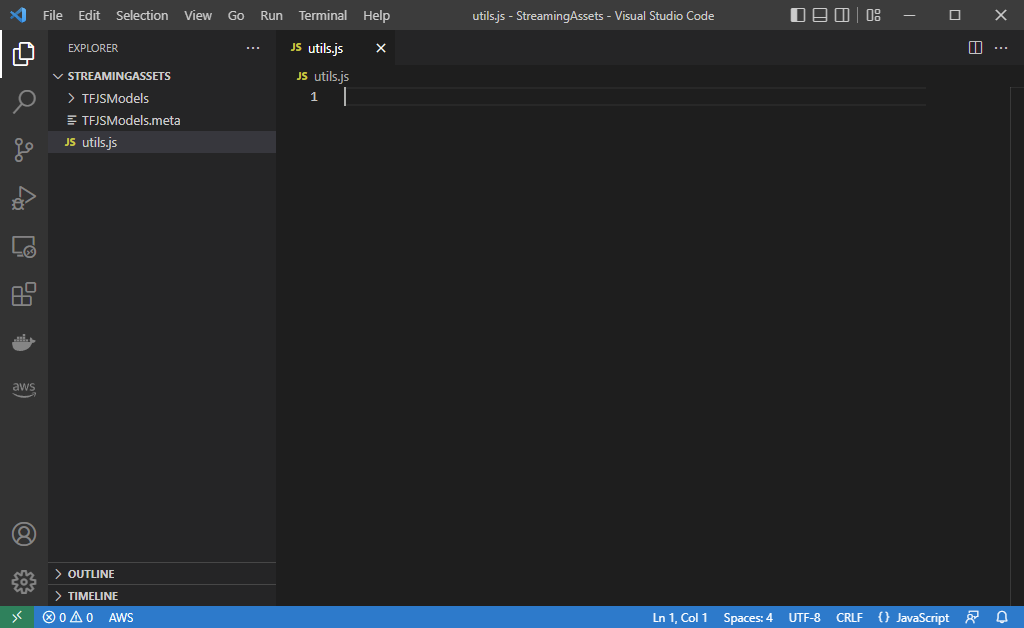 File Edit Selection View Go Run Terminal Help utils.js - StreamingAssets - Visual Studio Code
EXPLORER
STREAMINGASSETS
TFJSModels
TFJSModels.meta
JS utils.js
JS utils.js
JS utils.js
1
aws
OUTLINE
TIMELINE
0 0 AWS Ln 1, Col 1 Spaces: 4 UTF-8 CRLF {} JavaScript